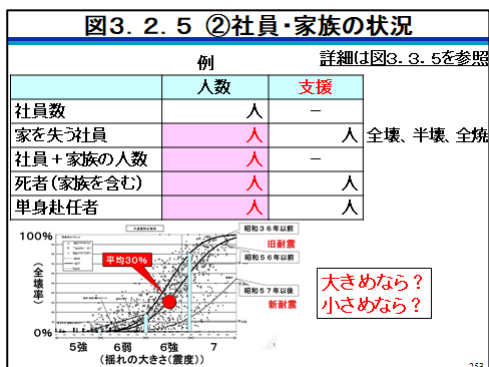 図3.2.5 ②社員・家族の状況
例
詳細は図3.3.5を参照
人数 支援
社員数 人 －
家を失う社員 人 人 全壊、半壊、全焼
社員＋家族の人数 人 －
死者(家族を含む) 人 人
単身赴任者 人 人
100%
昭和36年以前
旧耐震
平均30%
昭和56年以前
(全壊率)
昭和57年以後
新耐震
大きめなら?
小さめなら?
0%
5強 6弱 6強 7
(揺れの大きさ(震度))
253